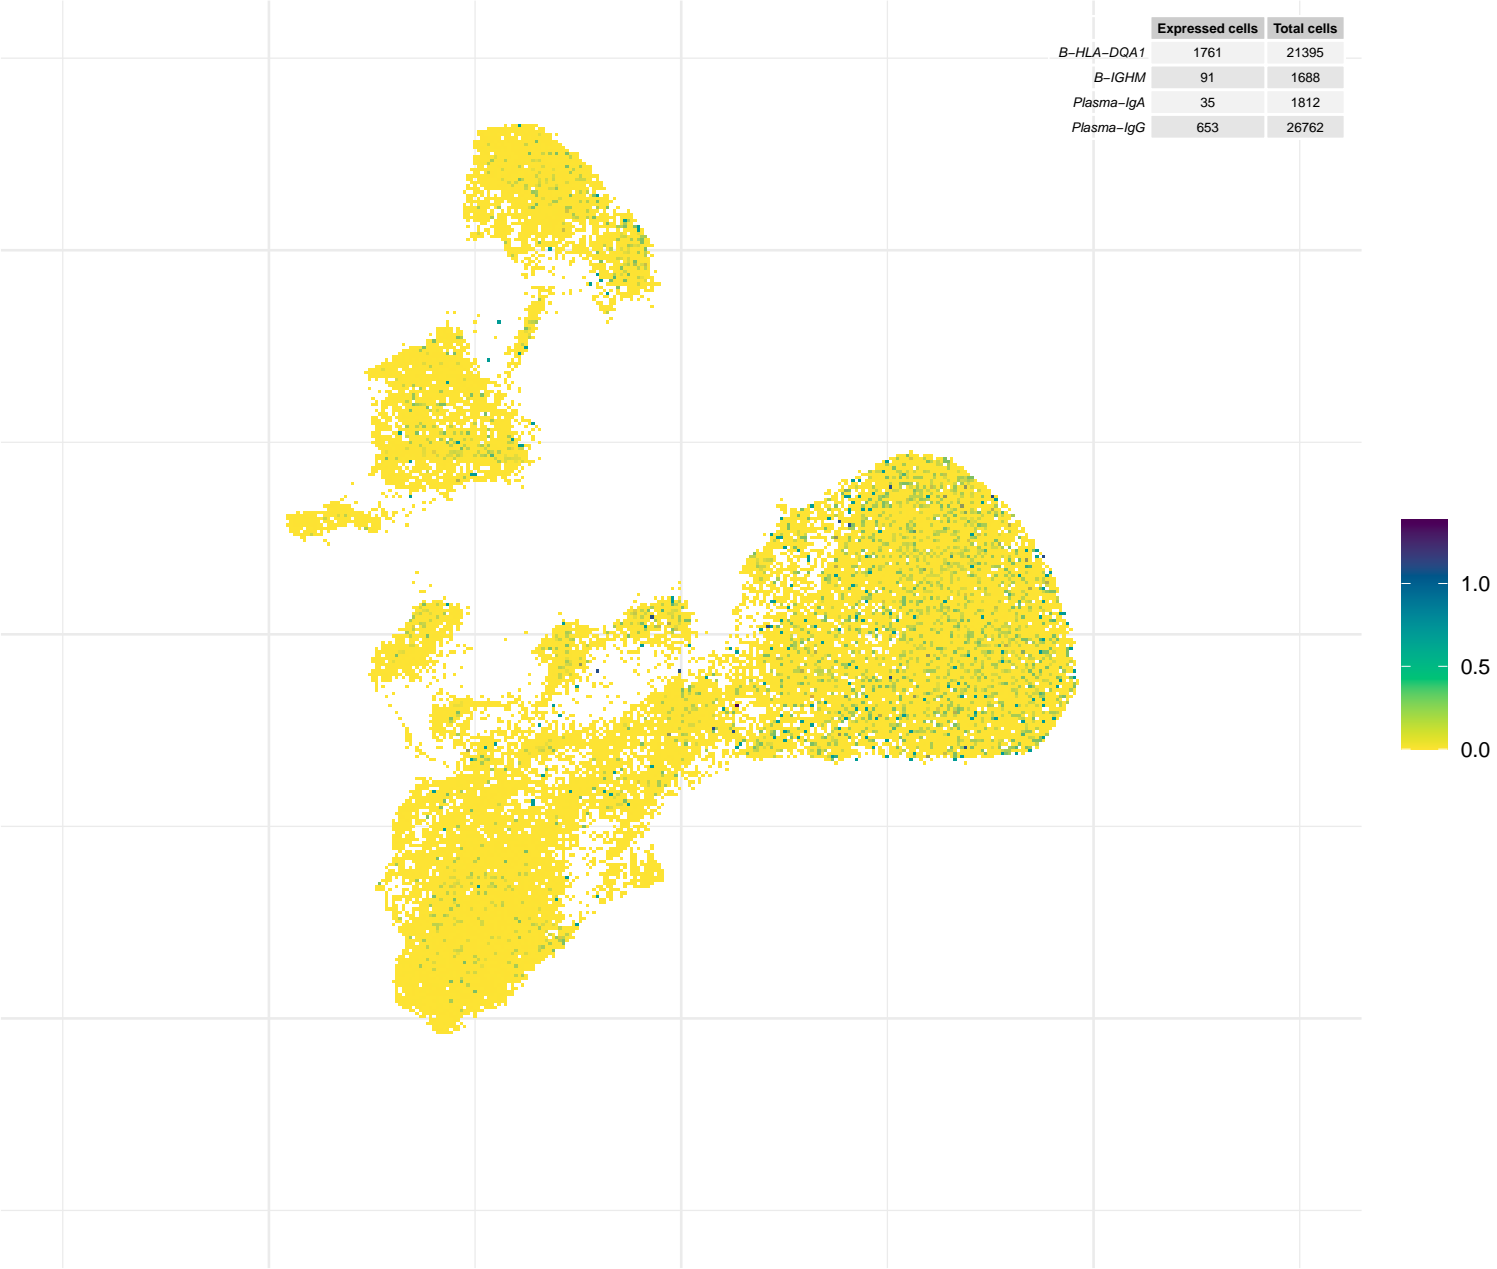 Expressed cells Total cells
B−HLA−DQA1 1761 21395
B−IGHM 91 1688
Plasma−IgA 35 1812
Plasma−IgG 653 26762
1.0
0.5
0.0